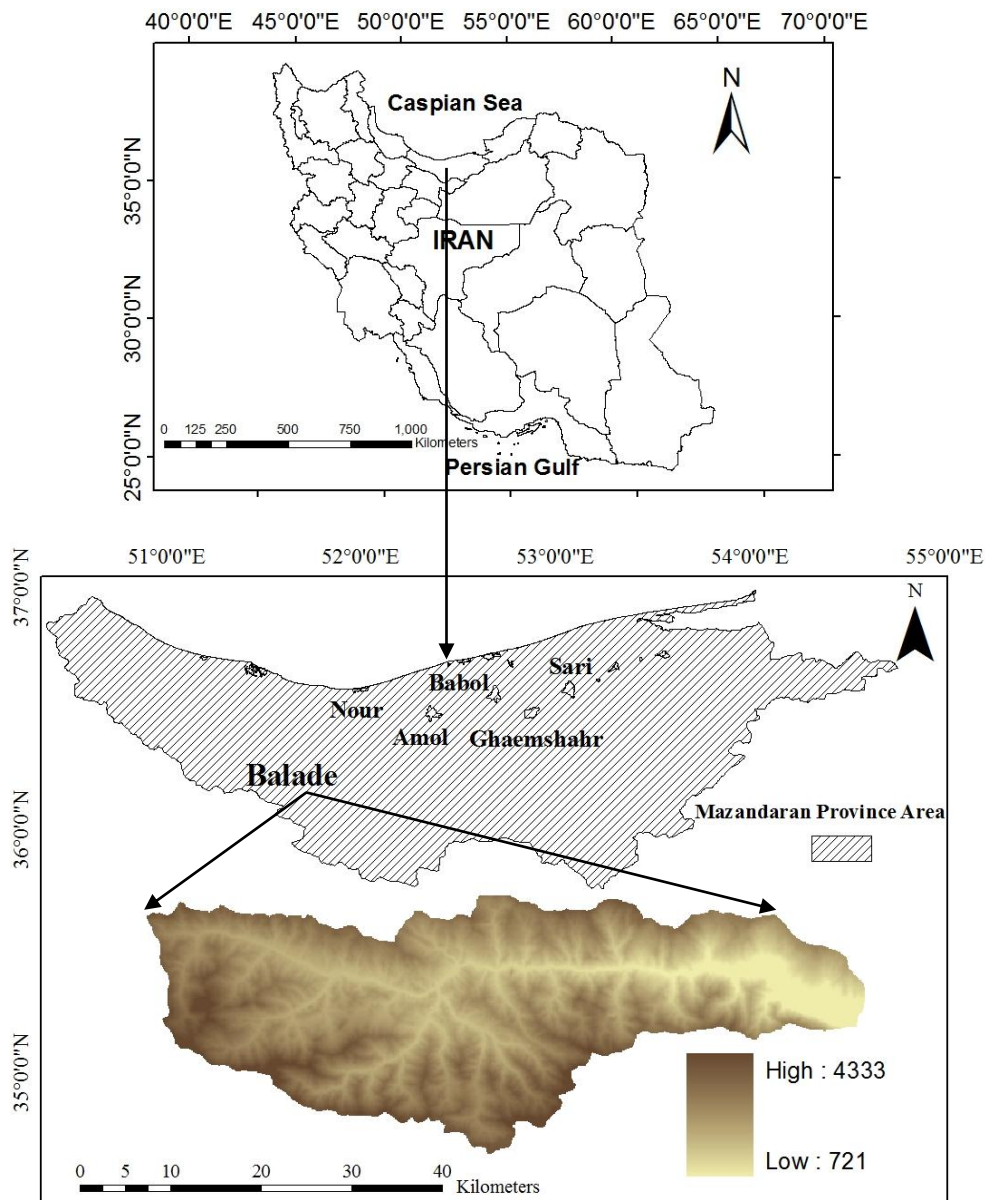 40°0'0"E 45°0'0"E 50°0'0"E 55°0'0"E 60°0'0"E 65°0'0"E 70°0'0"E
N
Caspian Sea
35°0'0"N
IRAN
30°0'0"N
0 125 250 500 750 1,000
Kilometers
25°0'0"N
Persian Gulf
51°0'0"E 52°0'0"E 53°0'0"E 54°0'0"E 55°0'0"E
37°0'0"N
N
Sari
Babol
Nour
Amol Ghaemshahr
Balade
36°0'0"N
Mazandaran Province Area
35°0'0"N
High : 4333
Low : 721
0 5 10 20 30 40
Kilometers